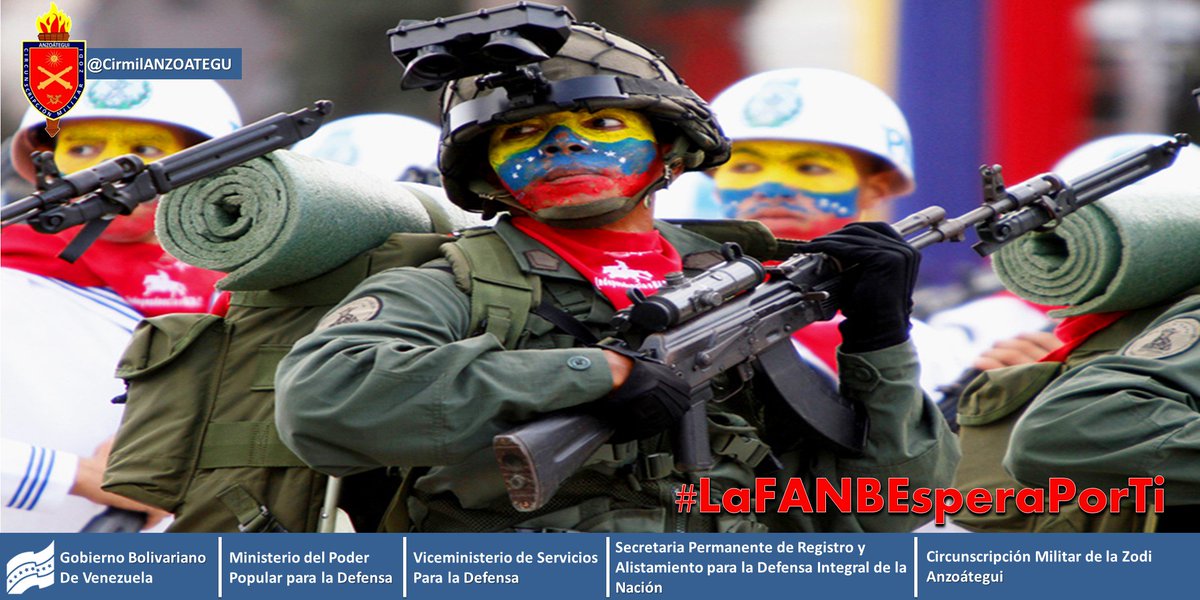 ANZOÁTEGUI
CIRCUNSCRIPCIÓN MILITAR ZODI
@CirmilANZOATEGU
#LaFANBEsperaPorTi
Gobierno Bolivariano
De Venezuela
Ministerio del Poder
Popular para la Defensa
Viceministerio de Servicios
Para la Defensa
Secretaria Permanente de Registro y
Alistamiento para la Defensa Integral de la
Nación
Circunscripción Militar de la Zodi
Anzoátegui